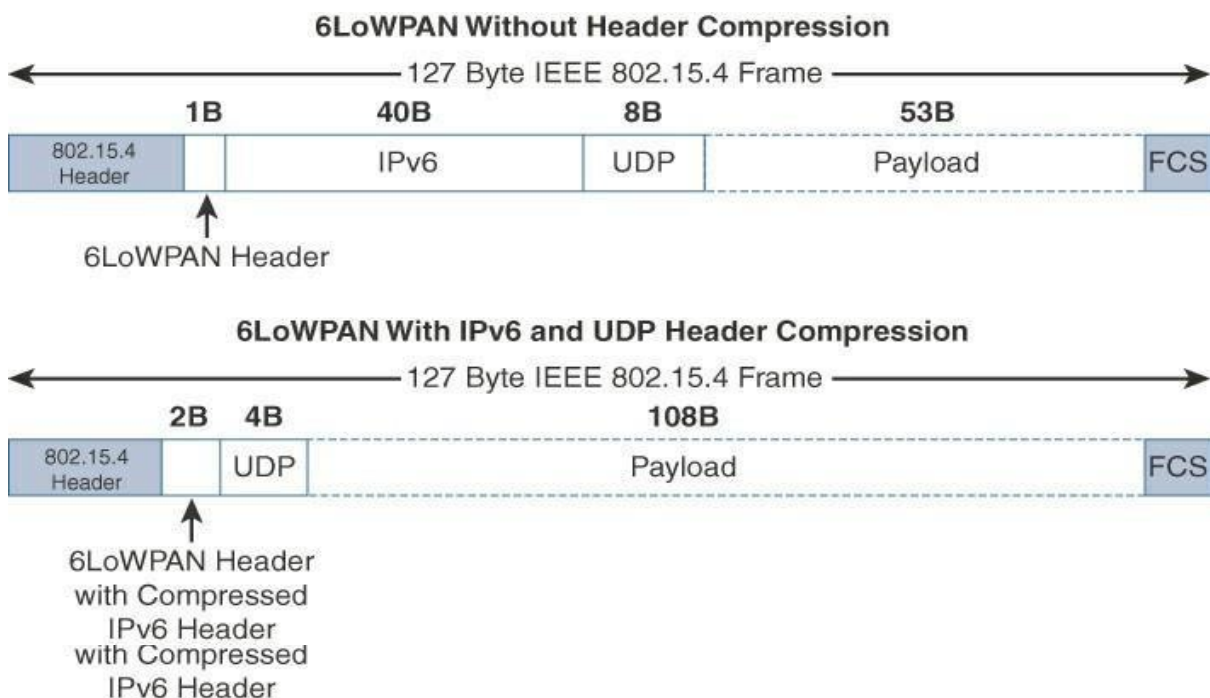 6LoWPAN Without Header Compression
127 Byte IEEE 802.15.4 Frame
1B 40B 8B 53B
802.15.4
Header
IPv6
UDP
Payload
FCS
6LoWPAN Header
6LoWPAN With IPv6 and UDP Header Compression
127 Byte IEEE 802.15.4 Frame
2B 4B 108B
802.15.4
Header
UDP
Payload
FCS
6LoWPAN Header
with Compressed
IPv6 Header
with Compressed
IPv6 Header